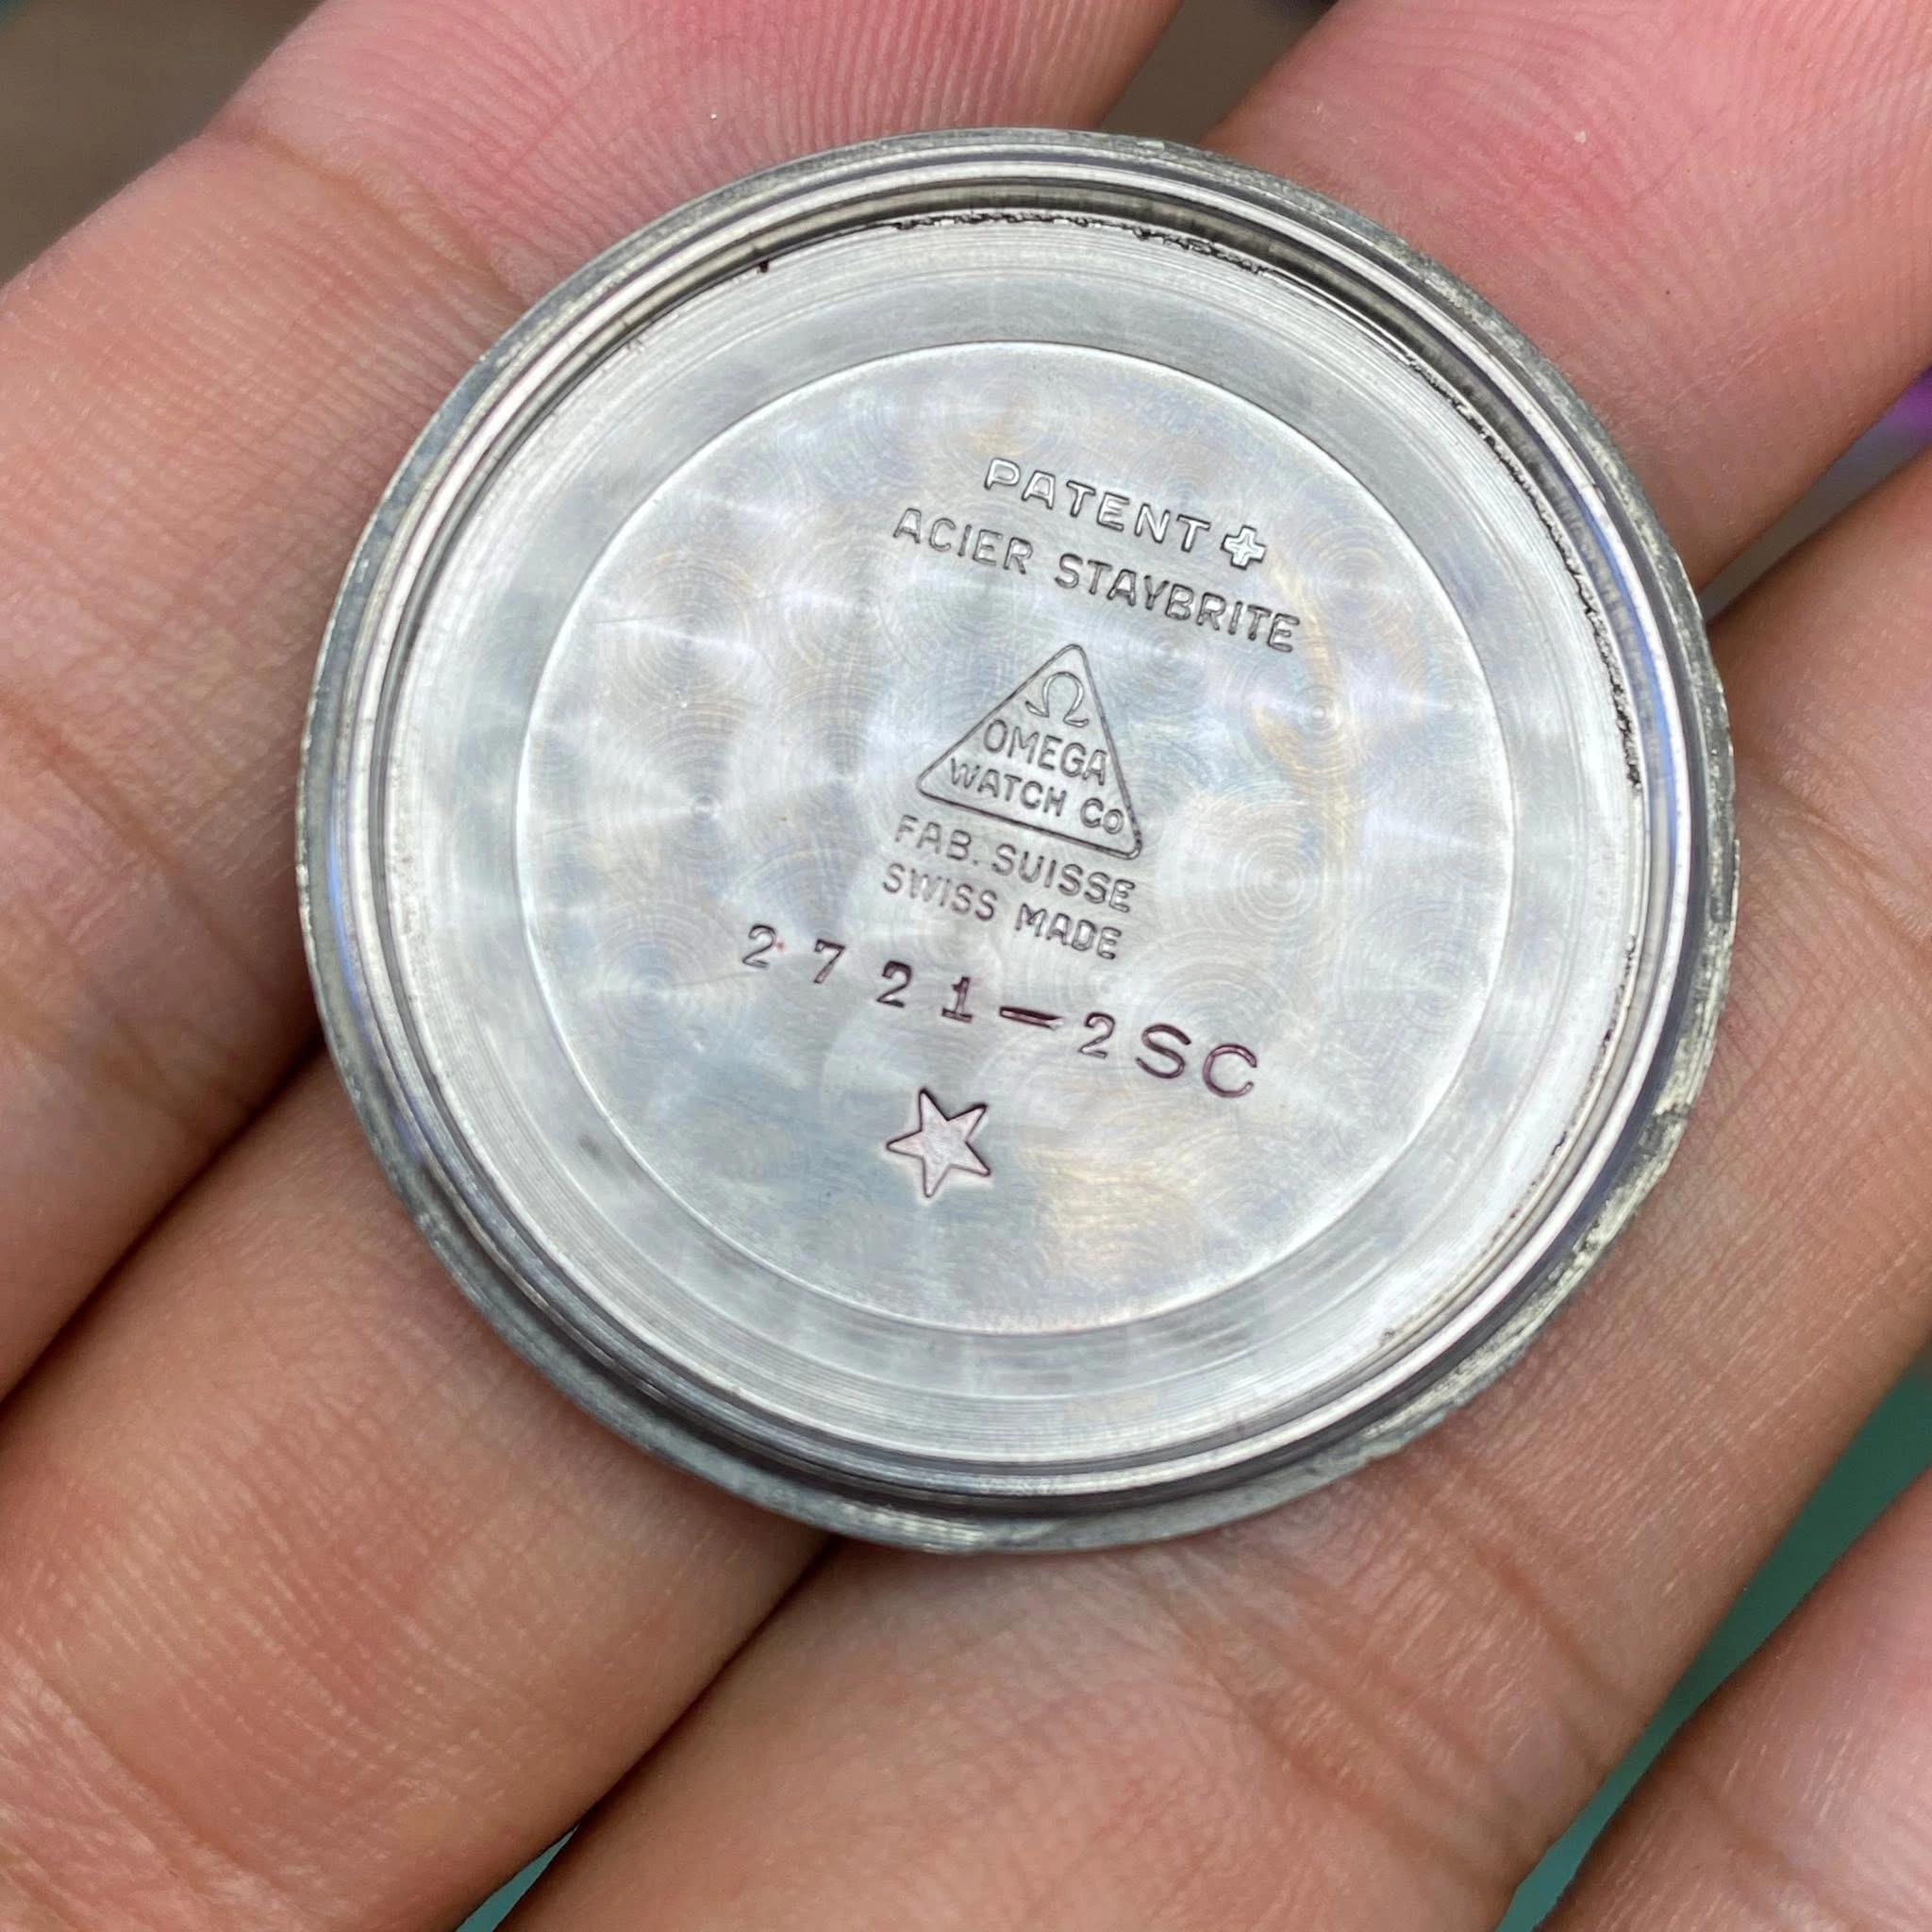 PATENT ✚
ACIER STAYBRITE
Ω
OMEGA
WATCH Co
FAB. SUISSE
SWISS MADE
2721-2SC